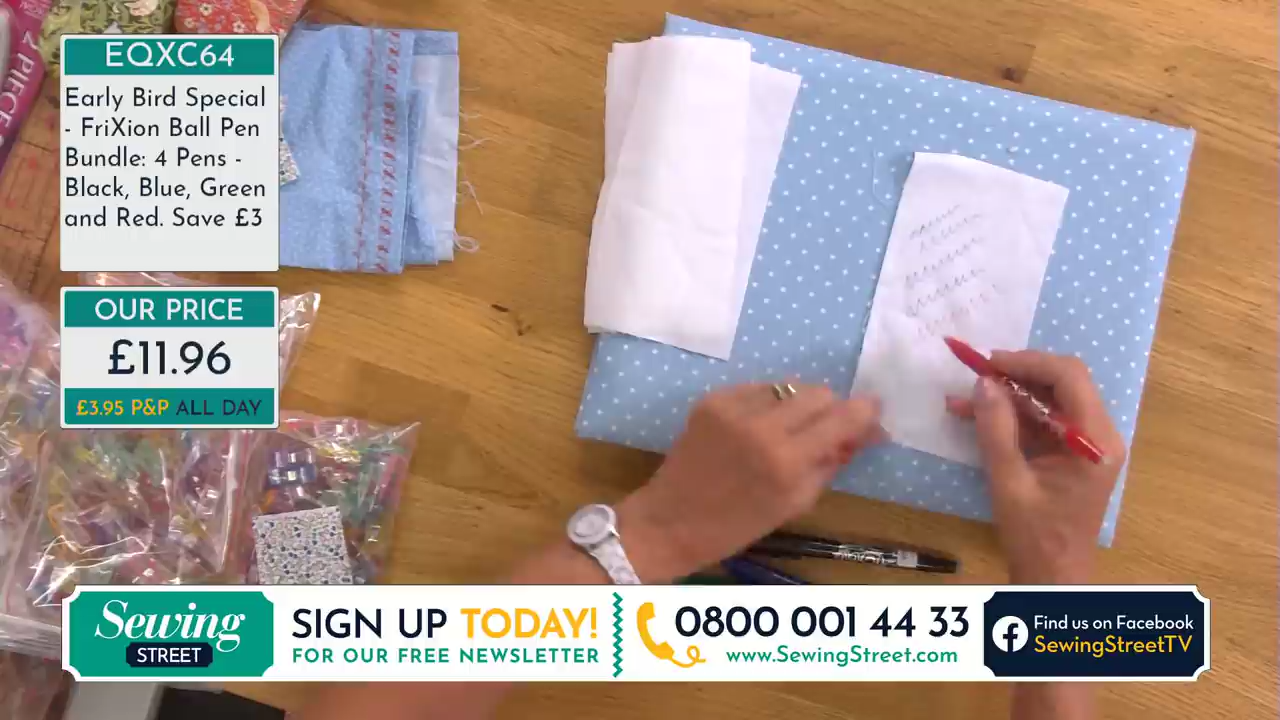 2 PIECE
EQXC64
Early Bird Special
- FriXion Ball Pen
Bundle: 4 Pens -
Black, Blue, Green
and Red. Save £3
OUR PRICE
£11.96
£3.95 P&P ALL DAY
Sewing
STREET
SIGN UP TODAY!
FOR OUR FREE NEWSLETTER
0800 001 44 33
www.SewingStreet.com
Find us on Facebook
SewingStreetTV